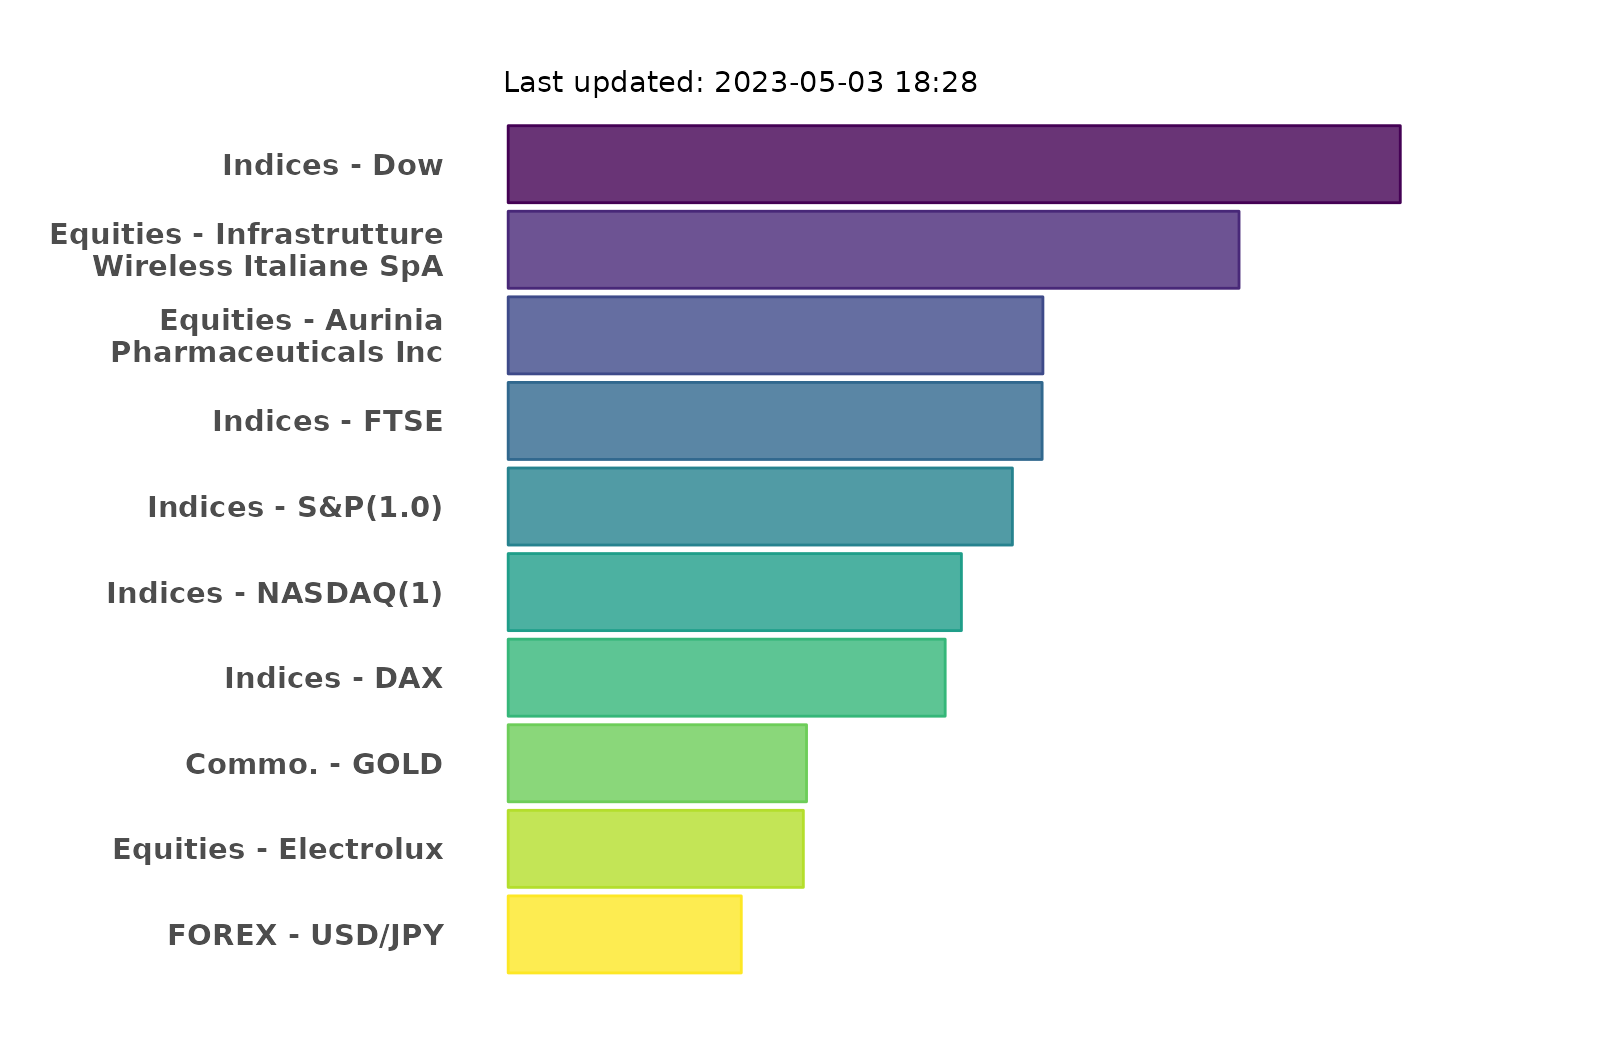 Last updated: 2023-05-03 18:28
Indices - Dow
Equities - Infrastrutture
Wireless Italiane SpA
Equities - Aurinia
Pharmaceuticals Inc
Indices - FTSE
Indices - S&P(1.0)
Indices - NASDAQ(1)
Indices - DAX
Commo. - GOLD
Equities - Electrolux
FOREX - USD/JPY